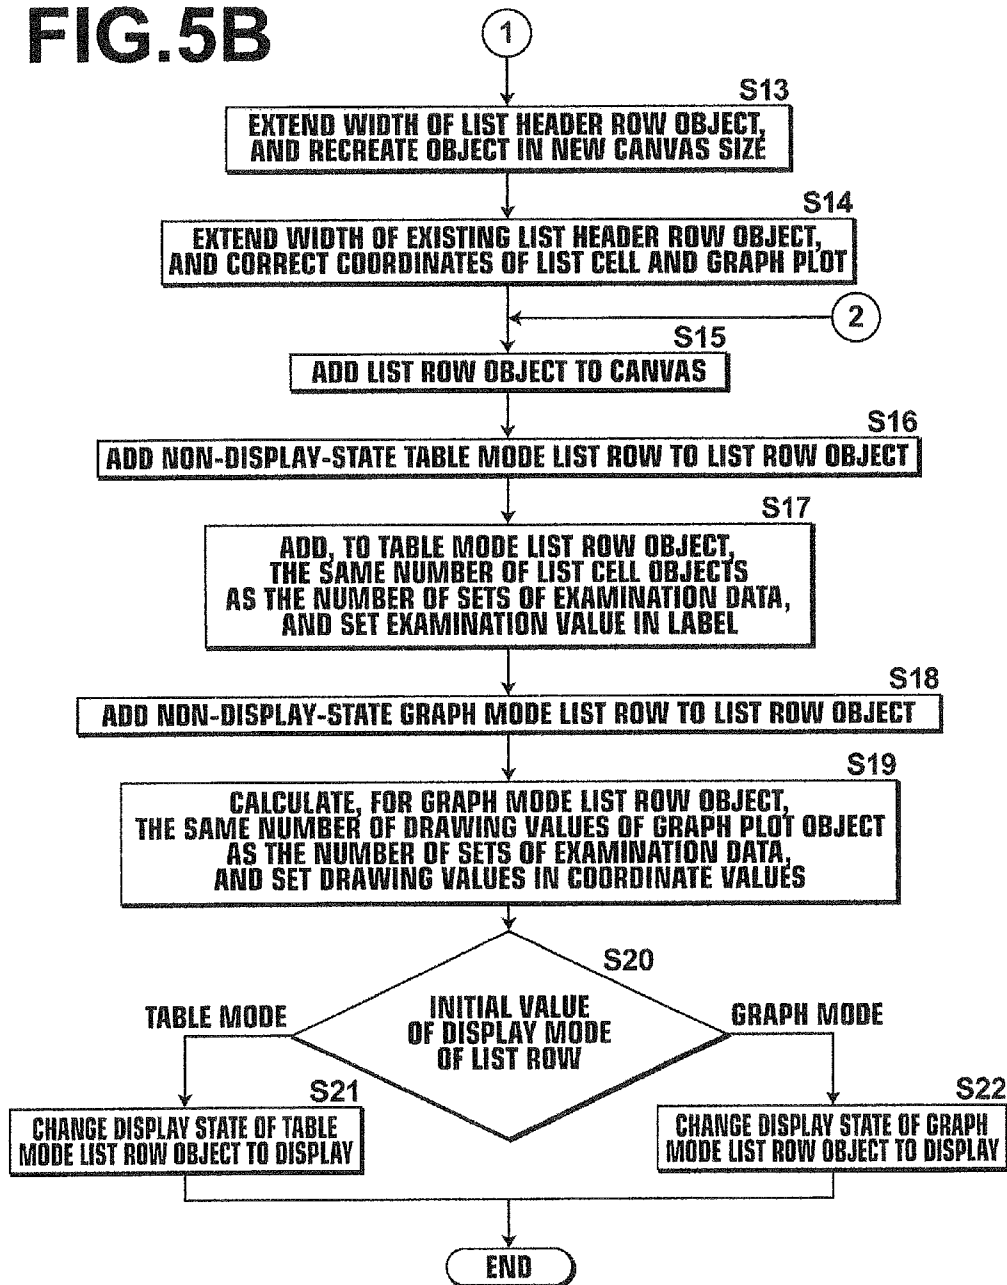 FIG.5B
1
S13
EXTEND WIDTH OF LIST HEADER ROW OBJECT,
AND RECREATE OBJECT IN NEW CANVAS SIZE
S14
EXTEND WIDTH OF EXISTING LIST HEADER ROW OBJECT,
AND CORRECT COORDINATES OF LIST CELL AND GRAPH PLOT
2
S15
ADD LIST ROW OBJECT TO CANVAS
S16
ADD NON-DISPLAY-STATE TABLE MODE LIST ROW TO LIST ROW OBJECT
S17
ADD, TO TABLE MODE LIST ROW OBJECT,
THE SAME NUMBER OF LIST CELL OBJECTS
AS THE NUMBER OF SETS OF EXAMINATION DATA,
AND SET EXAMINATION VALUE IN LABEL
S18
ADD NON-DISPLAY-STATE GRAPH MODE LIST ROW TO LIST ROW OBJECT
S19
CALCULATE, FOR GRAPH MODE LIST ROW OBJECT,
THE SAME NUMBER OF DRAWING VALUES OF GRAPH PLOT OBJECT
AS THE NUMBER OF SETS OF EXAMINATION DATA,
AND SET DRAWING VALUES IN COORDINATE VALUES
S20
INITIAL VALUE
OF DISPLAY MODE
OF LIST ROW
TABLE MODE
GRAPH MODE
S21
CHANGE DISPLAY STATE OF TABLE
MODE LIST ROW OBJECT TO DISPLAY
S22
CHANGE DISPLAY STATE OF GRAPH
MODE LIST ROW OBJECT TO DISPLAY
END